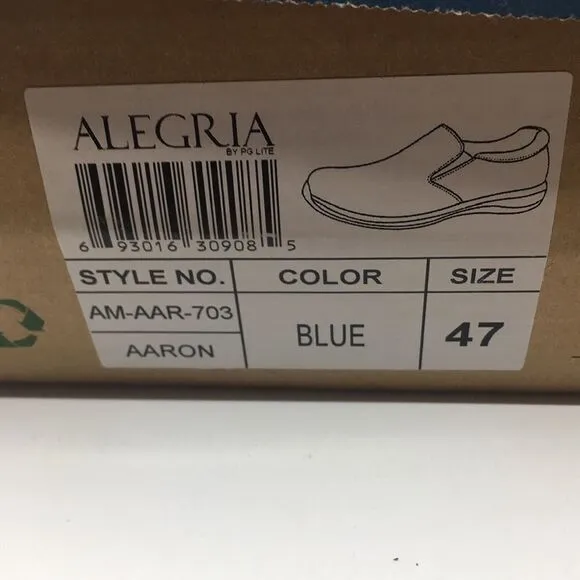 ALEGRIA
BY PG LITE
6 93016 30908 5
STYLE NO. COLOR SIZE
AM-AAR-703 BLUE 47
AARON